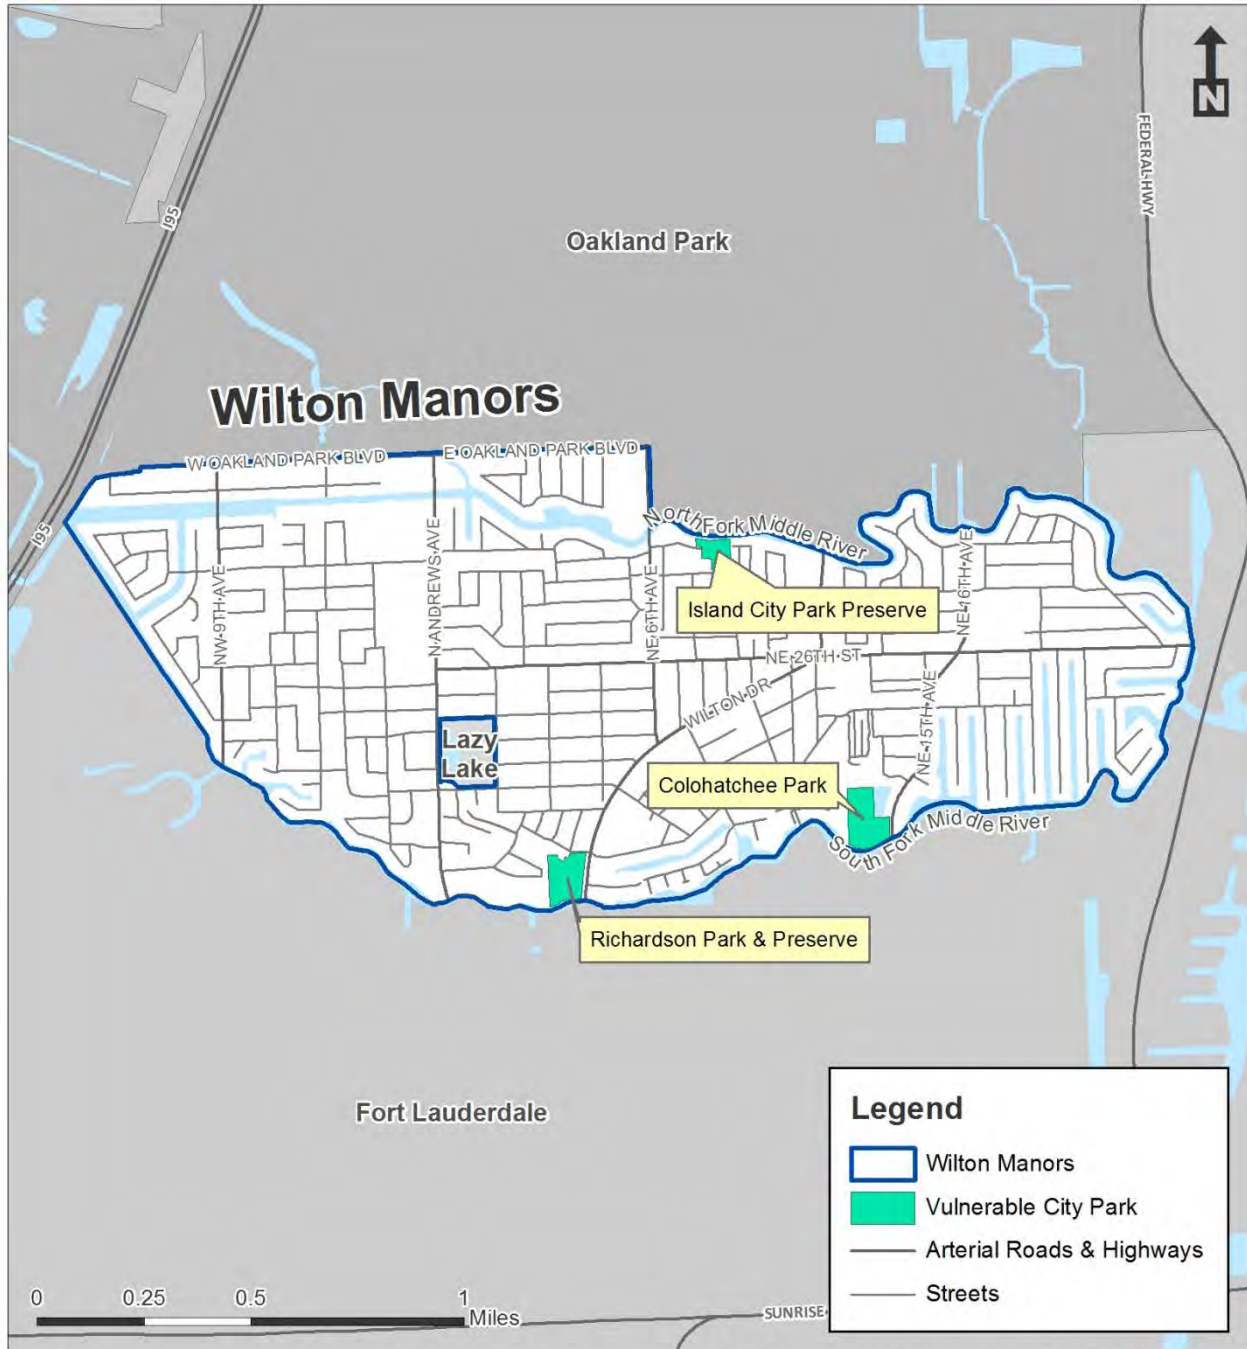 N
FEDERAL HWY
I95
Oakland Park
Wilton Manors
W OAKLAND PARK BLVD
E OAKLAND PARK BLVD
I95
North Fork Middle River
NW 9TH AVE
N ANDREWS AVE
NE 6TH AVE
NE 16TH AVE
Island City Park Preserve
NE 26TH ST
WILTON DR
NE 15TH AVE
Lazy
Lake
Colohatchee Park
South Fork Middle River
Richardson Park & Preserve
Fort Lauderdale
Legend
Wilton Manors
Vulnerable City Park
Arterial Roads & Highways
Streets
0 0.25 0.5 1
Miles
SUNRISE